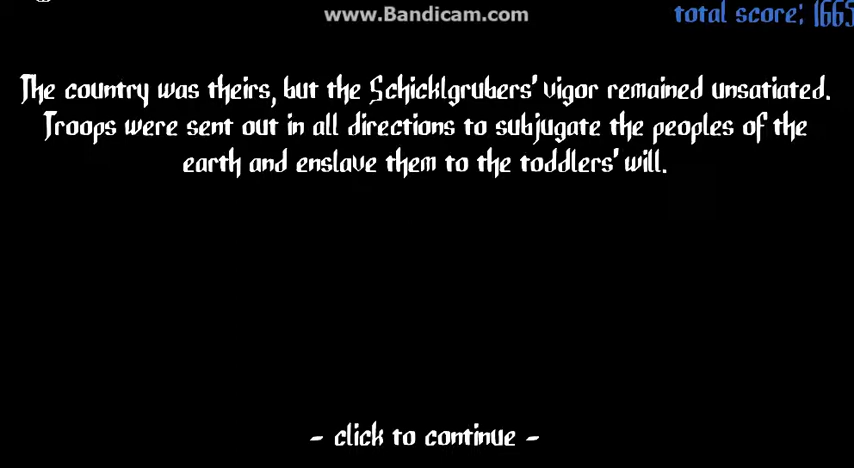 www.Bandicam.com
total score: 1665
The country was theirs, but the Schicklgrubers' vigor remained unsatiated.
Troops were sent out in all directions to subjugate the peoples of the
earth and enslave them to the toddlers' will.
- click to continue -